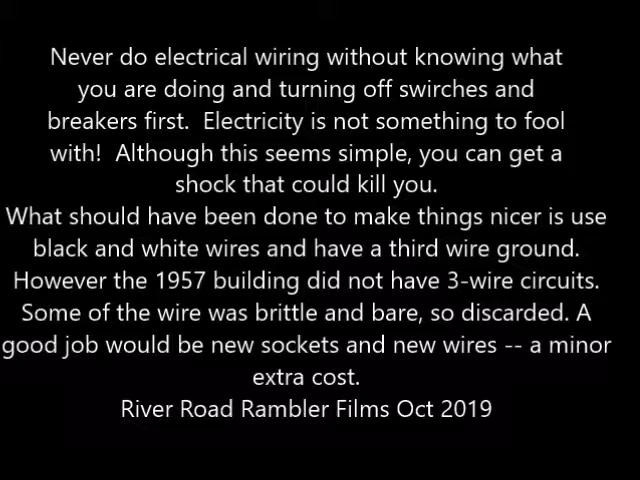 Never do electrical wiring without knowing what
you are doing and turning off swirches and
breakers first.  Electricity is not something to fool
with!  Although this seems simple, you can get a
shock that could kill you.
What should have been done to make things nicer is use
black and white wires and have a third wire ground.
However the 1957 building did not have 3-wire circuits.
Some of the wire was brittle and bare, so discarded. A
good job would be new sockets and new wires -- a minor
extra cost.
River Road Rambler Films Oct 2019